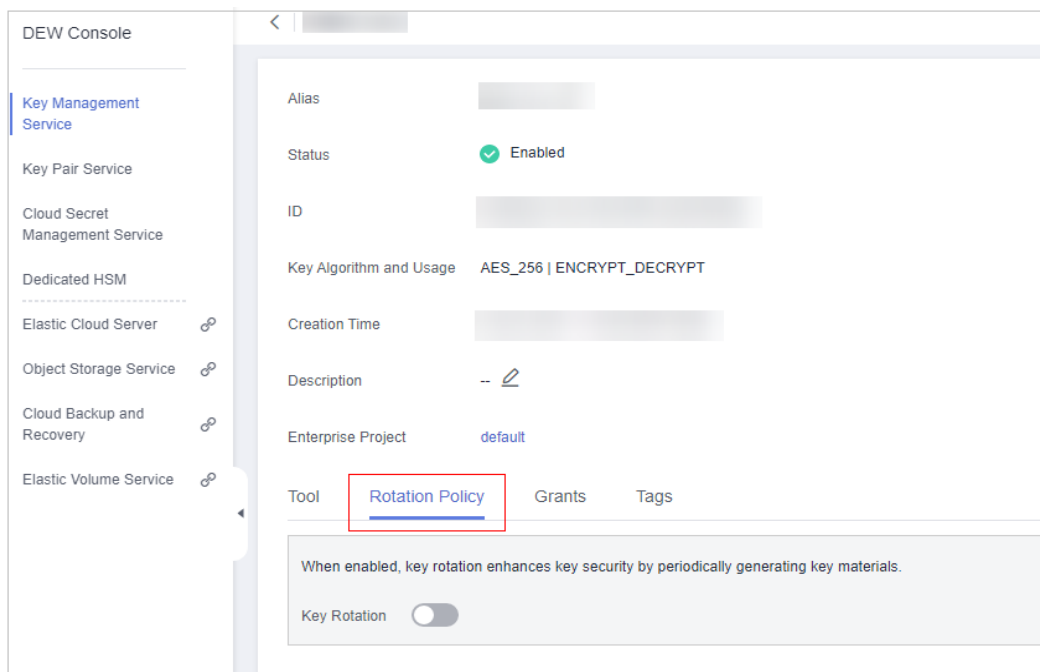 DEW Console
Key Management
Service
Key Pair Service
Cloud Secret
Management Service
Dedicated HSM
Elastic Cloud Server
Object Storage Service
Cloud Backup and
Recovery
Elastic Volume Service
Alias
Status Enabled
ID
Key Algorithm and Usage AES_256 | ENCRYPT_DECRYPT
Creation Time
Description --
Enterprise Project default
Tool Rotation Policy Grants Tags
When enabled, key rotation enhances key security by periodically generating key materials.
Key Rotation